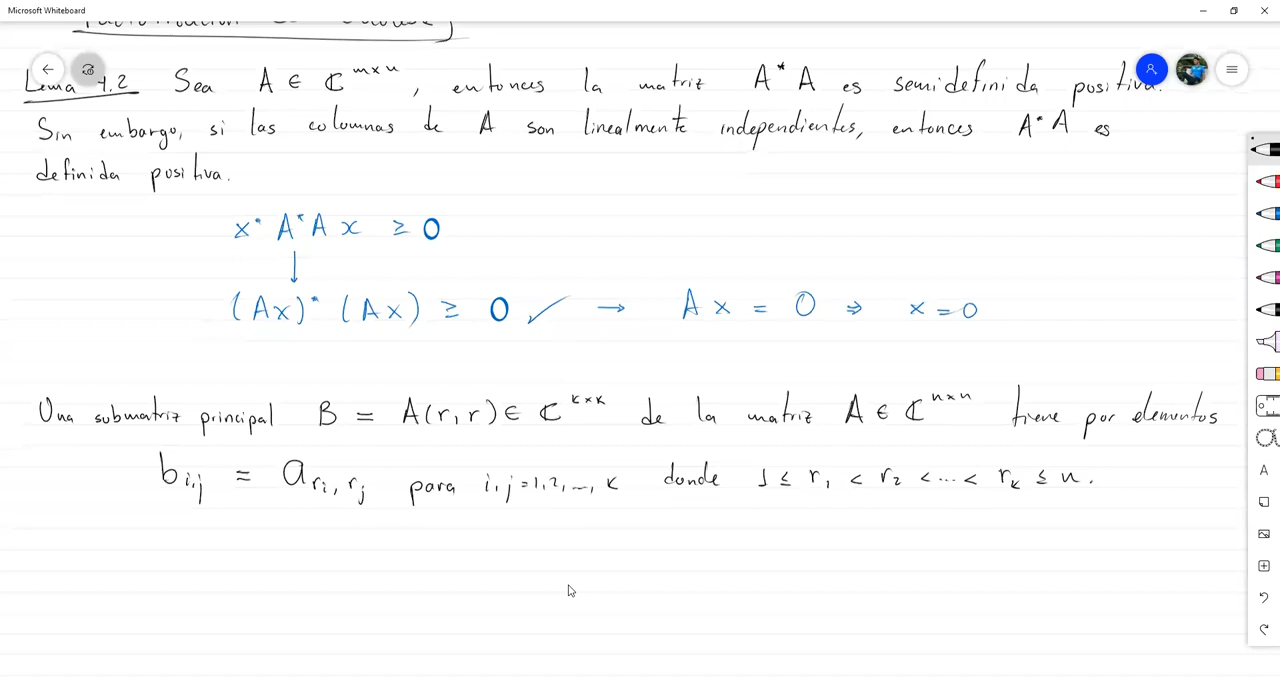 Microsoft Whiteboard
Lema 4.2 Sea A ∈ ℂ^{m×n}, entonces la matriz A* A es semidefinida positiva.
Sin embargo, si las columnas de A son linealmente independientes, entonces A* A es
definida positiva.
x* A* A x ≥ 0
↓
(Ax)* (Ax) ≥ 0 ✓ → A x = 0 ⇒ x = 0
Una submatriz principal B = A(r, r) ∈ ℂ^{k×k} de la matriz A ∈ ℂ^{n×n} tiene por elementos
b_{i,j} = a_{r_i, r_j} para i, j = 1, 2, ..., k donde 1 ≤ r_1 < r_2 < ... < r_k ≤ n.
A